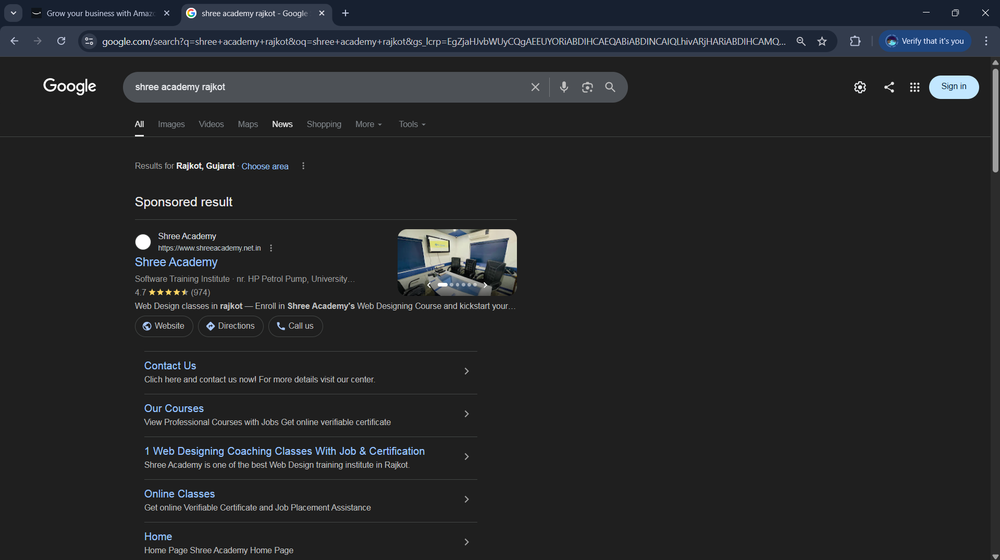 Grow your business with Amaz
shree academy rajkot - Google
google.com/search?q=shree+academy+rajkot&oq=shree+academy+rajkot&gs_lcrp=EgZjaHJvbWUyCQgAEEUYORiABDIHCAEQABiABDINCAIQLhivARjHARiABDIHCAMQ...
Verify that it's you
Google
shree academy rajkot
Sign in
All Images Videos Maps News Shopping More Tools
Results for Rajkot, Gujarat · Choose area
Sponsored result
Shree Academy
https://www.shreeacademy.net.in
Shree Academy
Software Training Institute · nr. HP Petrol Pump, University…
4.7 (974)
Web Design classes in rajkot — Enroll in Shree Academy's Web Designing Course and kickstart your…
Website Directions Call us
Contact Us
Clich here and contact us now! For more details visit our center.
Our Courses
View Professional Courses with Jobs Get online verifiable certificate
1 Web Designing Coaching Classes With Job & Certification
Shree Academy is one of the best Web Design training institute in Rajkot.
Online Classes
Get online Verifiable Certificate and Job Placement Assistance
Home
Home Page Shree Academy Home Page